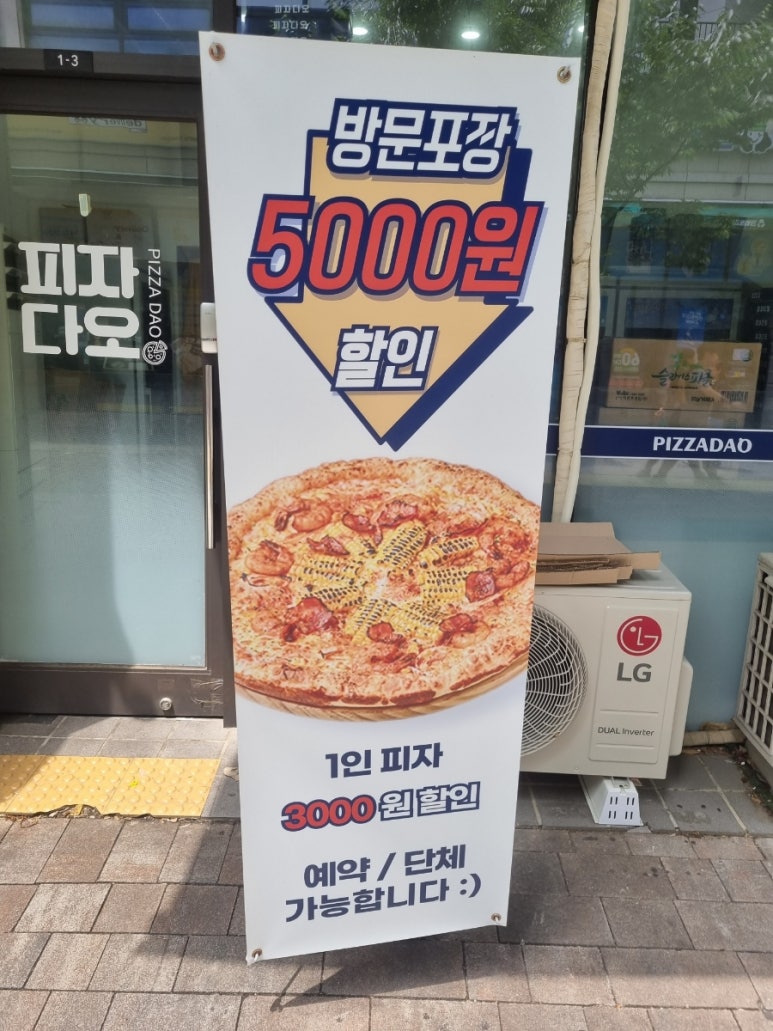 1-3
피자
다오
PIZZA DAO
방문포장
5000원
할인
1인 피자
3000원 할인
예약 / 단체
가능합니다 :)
PIZZADAO
LG
DUAL Inverter